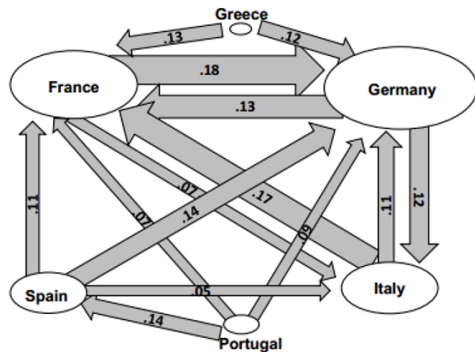 Greece
.13
.12
France
.18
Germany
.13
.11
.07
.14
.17
.11
.12
.07
.09
Spain
.05
Italy
.14
Portugal